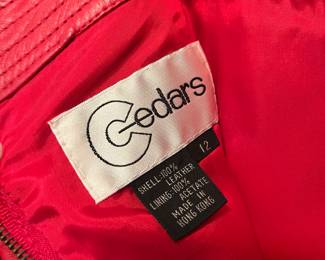 Cedars
12
SHELL:100%
LEATHER
LINING:100%
ACETATE
MADE IN
HONG KONG